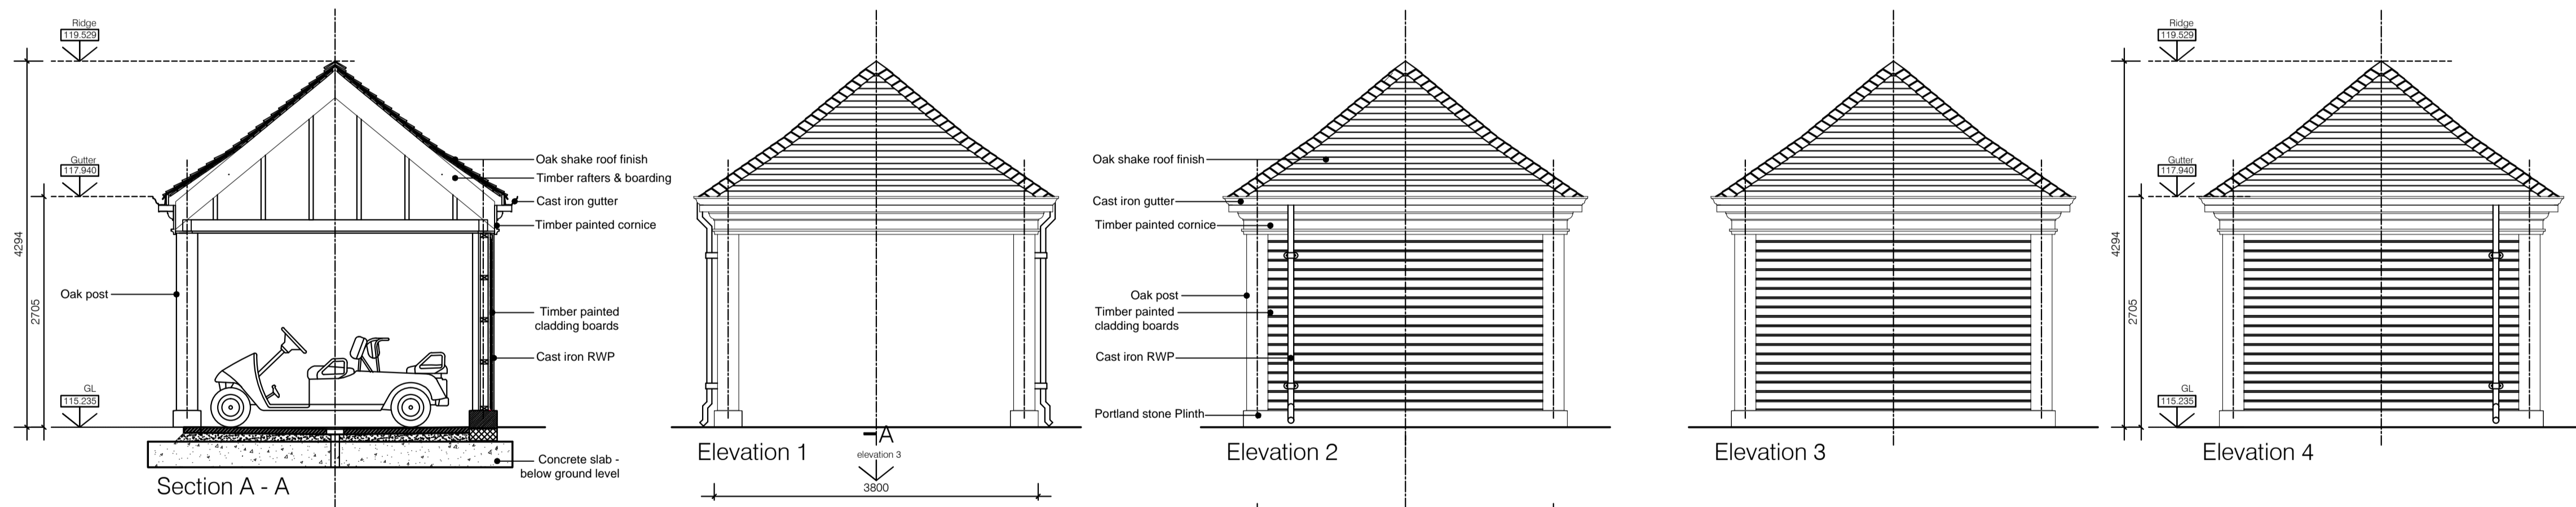 Ridge
119.529
Gutter
117.940
4294
2705
Oak post
GL
115.235
Oak shake roof finish
Timber rafters & boarding
Cast iron gutter
Timber painted cornice
Timber painted
cladding boards
Cast iron RWP
Concrete slab -
below ground level
Section A - A
Elevation 1
A
elevation 3
3800
Oak shake roof finish
Cast iron gutter
Timber painted cornice
Oak post
Timber painted
cladding boards
Cast iron RWP
Portland stone Plinth
Elevation 2
Elevation 3
Ridge
119.529
Gutter
117.940
4294
2705
GL
115.235
Elevation 4